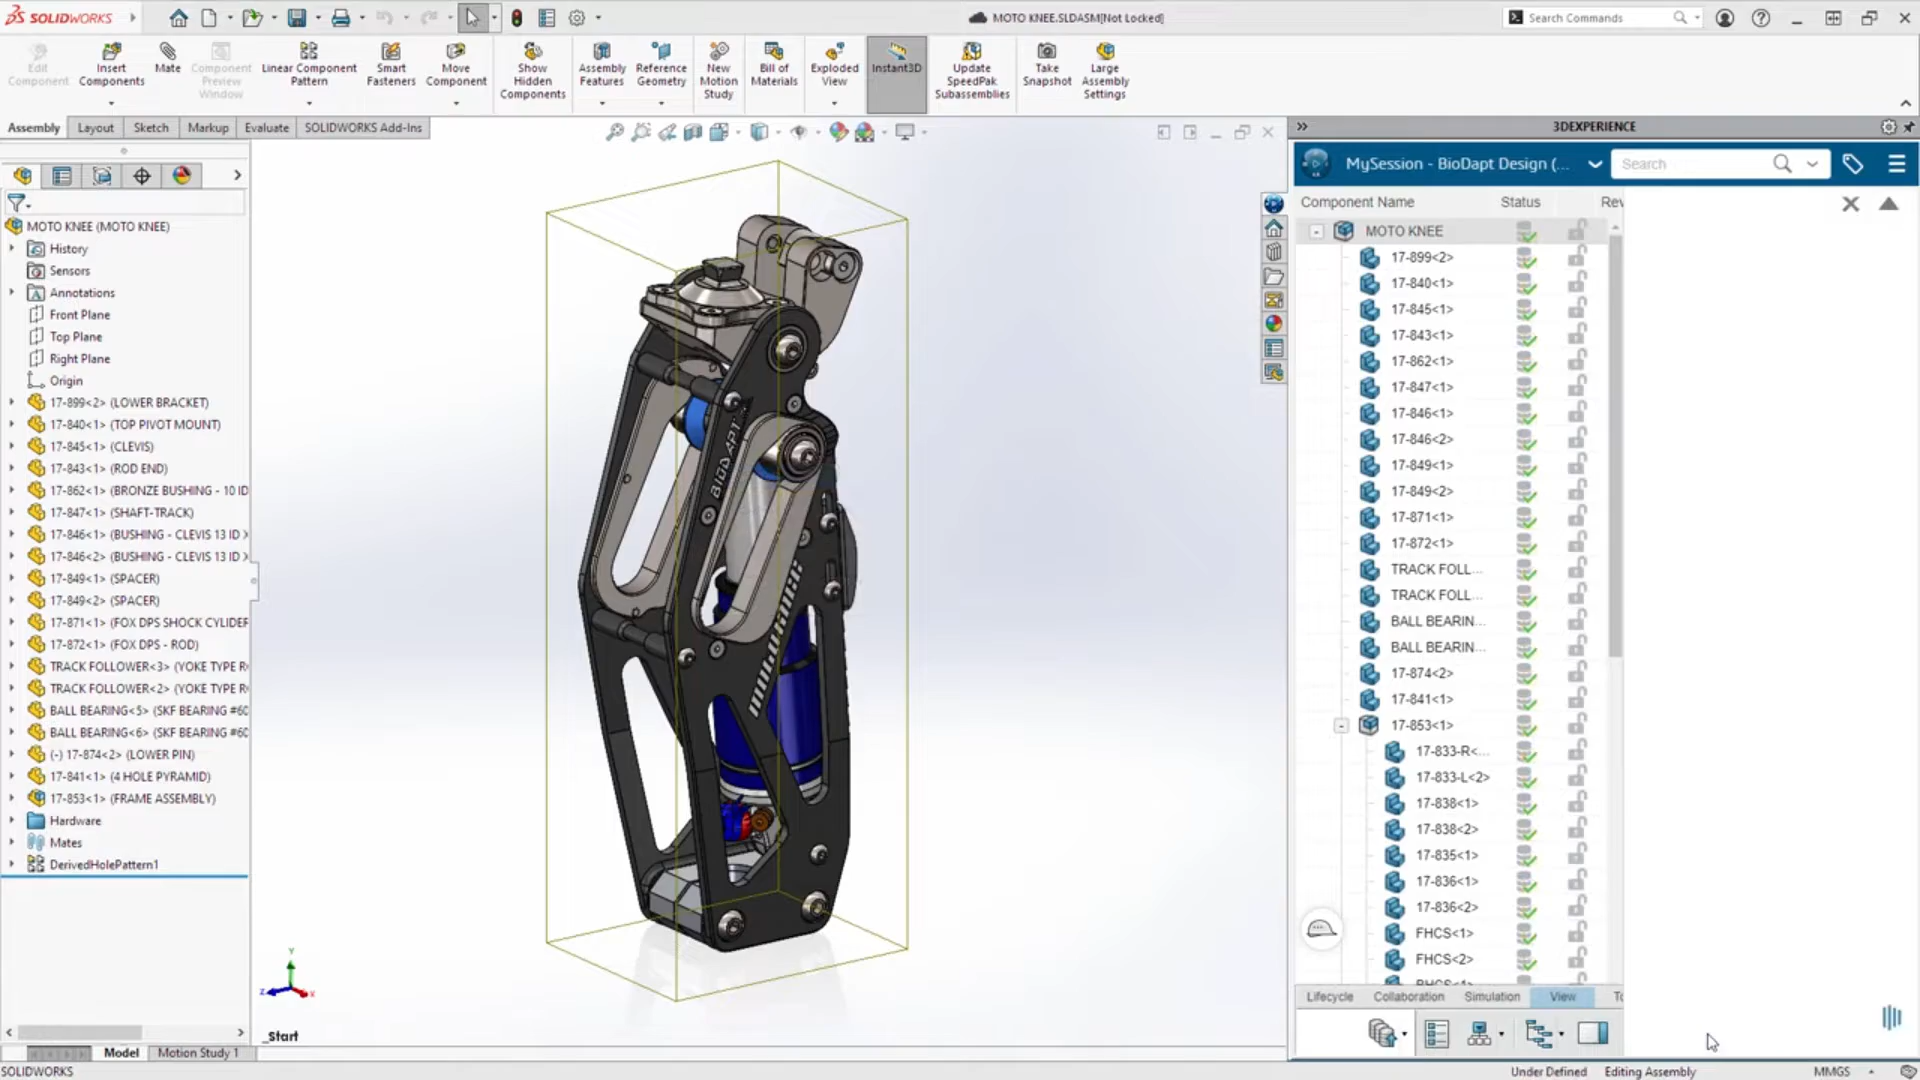 SOLIDWORKS
MOTO KNEE.SLDASM[Not Locked]
Search Commands
Edit
Component
Insert
Components
Mate
Component
Preview
Window
Linear Component
Pattern
Smart
Fasteners
Move
Component
Show
Hidden
Components
Assembly
Features
Reference
Geometry
New
Motion
Study
Bill of
Materials
Exploded
View
Instant3D
Update
SpeedPak
Subassemblies
Take
Snapshot
Large
Assembly
Settings
Assembly
Layout
Sketch
Markup
Evaluate
SOLIDWORKS Add-Ins
MOTO KNEE (MOTO KNEE)
History
Sensors
Annotations
Front Plane
Top Plane
Right Plane
Origin
17-899<2> (LOWER BRACKET)
17-840<1> (TOP PIVOT MOUNT)
17-845<1> (CLEVIS)
17-843<1> (ROD END)
17-862<1> (BRONZE BUSHING - 10 ID
17-847<1> (SHAFT-TRACK)
17-846<1> (BUSHING - CLEVIS 13 ID X
17-846<2> (BUSHING - CLEVIS 13 ID X
17-849<1> (SPACER)
17-849<2> (SPACER)
17-871<1> (FOX DPS SHOCK CYLIDER
17-872<1> (FOX DPS - ROD)
TRACK FOLLOWER<3> (YOKE TYPE R
TRACK FOLLOWER<2> (YOKE TYPE R
BALL BEARING<5> (SKF BEARING #60
BALL BEARING<6> (SKF BEARING #60
(-) 17-874<2> (LOWER PIN)
17-841<1> (4 HOLE PYRAMID)
17-853<1> (FRAME ASSEMBLY)
Hardware
Mates
DerivedHolePattern1
Model
Motion Study 1
SOLIDWORKS
BIODAPT
Y
Z
X
_Start
3DEXPERIENCE
MySession - BioDapt Design (...
Search
Component Name
Status
Rev
MOTO KNEE
17-899<2>
17-840<1>
17-845<1>
17-843<1>
17-862<1>
17-847<1>
17-846<1>
17-846<2>
17-849<1>
17-849<2>
17-871<1>
17-872<1>
TRACK FOLL...
TRACK FOLL...
BALL BEARIN...
BALL BEARIN...
17-874<2>
17-841<1>
17-853<1>
17-833-R<...
17-833-L<2>
17-838<1>
17-838<2>
17-835<1>
17-836<1>
17-836<2>
FHCS<1>
FHCS<2>
Lifecycle
Collaboration
Simulation
View
Under Defined
Editing Assembly
MMGS